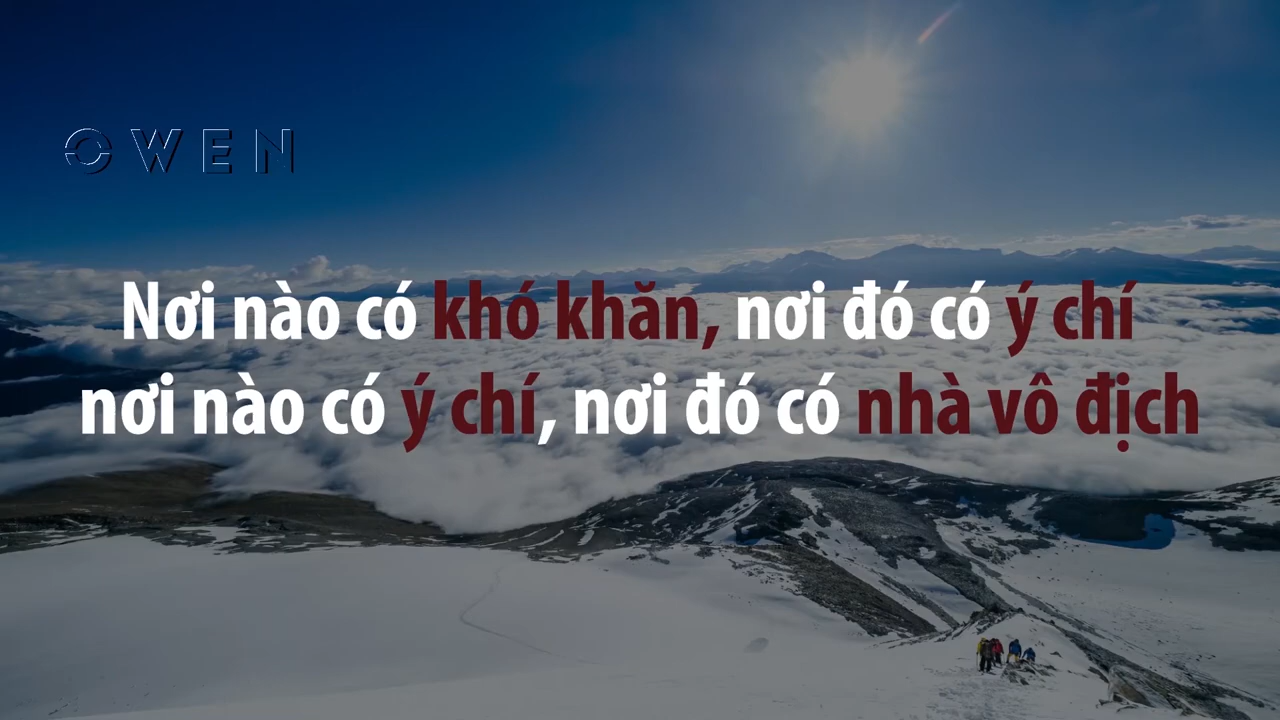 OWEN
Nơi nào có khó khăn, nơi đó có ý chí
nơi nào có ý chí, nơi đó có nhà vô địch